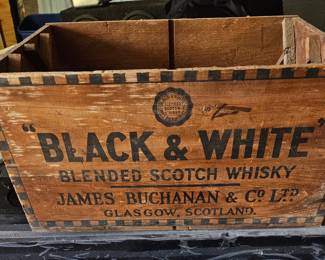 "BLACK & WHITE"
BLENDED SCOTCH WHISKY
JAMES BUCHANAN & Cº LTD
GLASGOW, SCOTLAND.